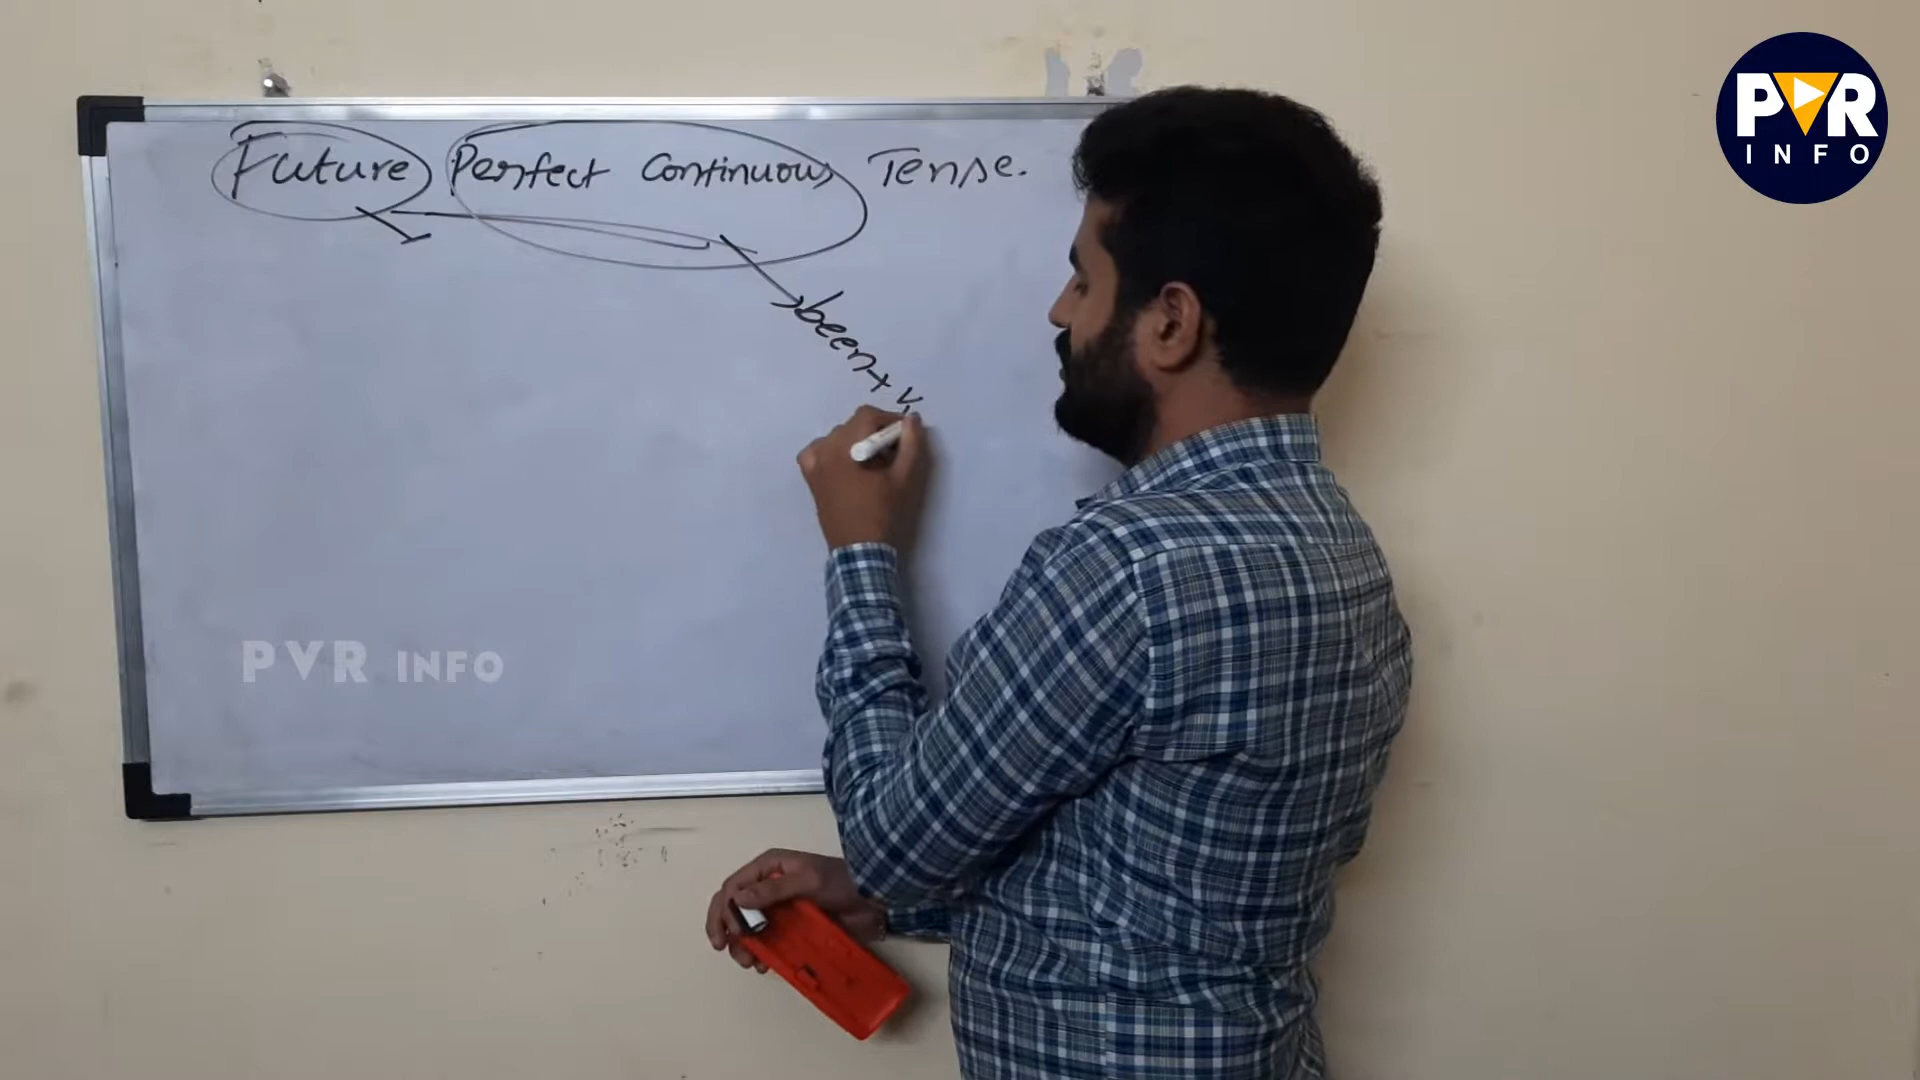 Future Perfect Continuous Tense.
been + V
PVR INFO
PVR
INFO